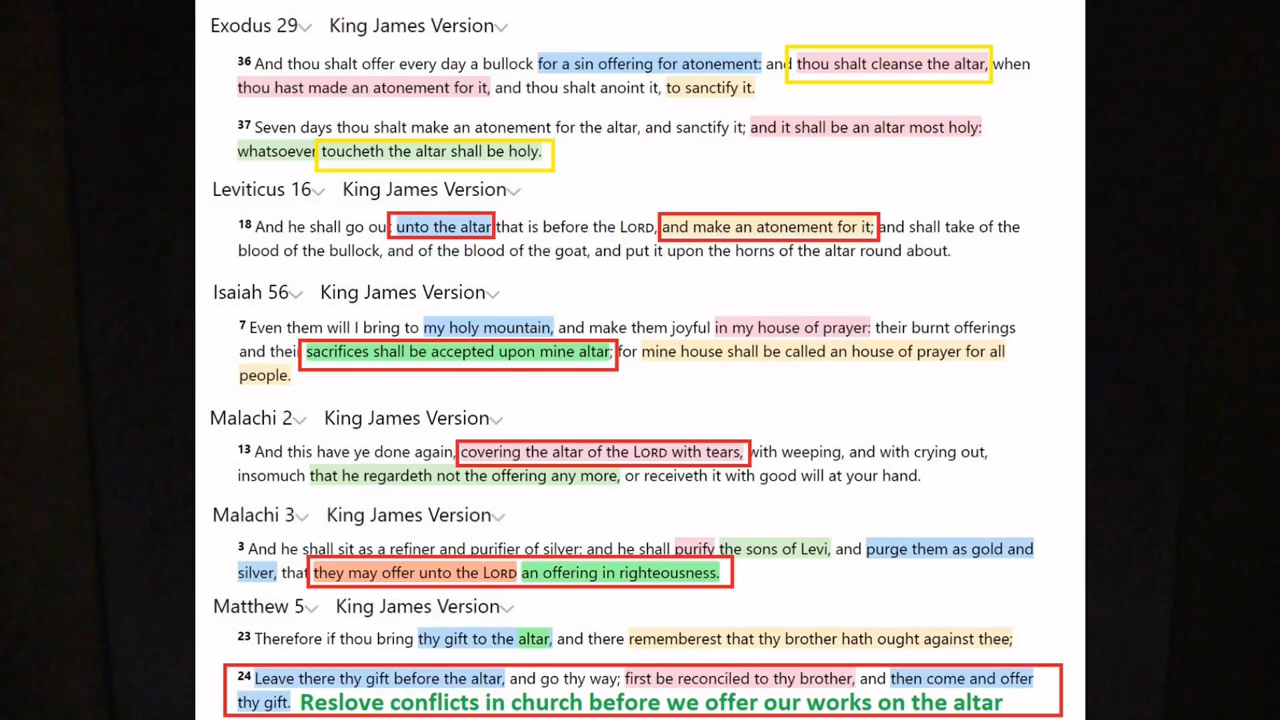 Exodus 29 King James Version
36 And thou shalt offer every day a bullock for a sin offering for atonement: and thou shalt cleanse the altar, when
thou hast made an atonement for it, and thou shalt anoint it, to sanctify it.
37 Seven days thou shalt make an atonement for the altar, and sanctify it; and it shall be an altar most holy:
whatsoever toucheth the altar shall be holy.
Leviticus 16 King James Version
18 And he shall go out unto the altar that is before the LORD, and make an atonement for it; and shall take of the
blood of the bullock, and of the blood of the goat, and put it upon the horns of the altar round about.
Isaiah 56 King James Version
7 Even them will I bring to my holy mountain, and make them joyful in my house of prayer: their burnt offerings
and their sacrifices shall be accepted upon mine altar; for mine house shall be called an house of prayer for all
people.
Malachi 2 King James Version
13 And this have ye done again, covering the altar of the LORD with tears, with weeping, and with crying out,
insomuch that he regardeth not the offering any more, or receiveth it with good will at your hand.
Malachi 3 King James Version
3 And he shall sit as a refiner and purifier of silver: and he shall purify the sons of Levi, and purge them as gold and
silver, that they may offer unto the LORD an offering in righteousness.
Matthew 5 King James Version
23 Therefore if thou bring thy gift to the altar, and there rememberest that thy brother hath ought against thee;
24 Leave there thy gift before the altar, and go thy way; first be reconciled to thy brother, and then come and offer
thy gift. Reslove conflicts in church before we offer our works on the altar